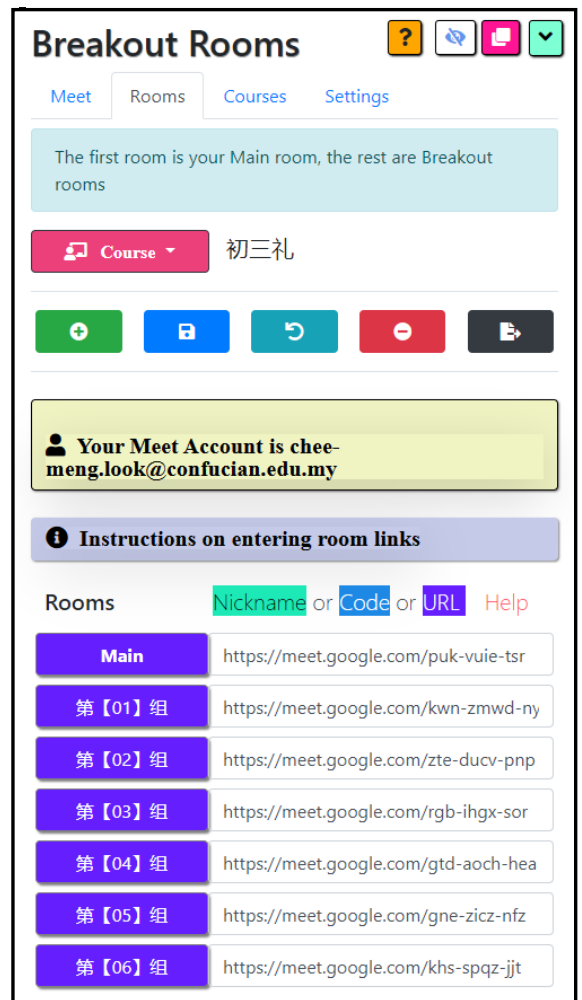 Breakout Rooms
?
Meet Rooms Courses Settings
The first room is your Main room, the rest are Breakout
rooms
Course 初三礼
Your Meet Account is chee-
meng.look@confucian.edu.my
Instructions on entering room links
Rooms Nickname or Code or URL Help
Main https://meet.google.com/puk-vuie-tsr
第【01】组 https://meet.google.com/kwn-zmwd-ny
第【02】组 https://meet.google.com/zte-ducv-pnp
第【03】组 https://meet.google.com/rgb-ihgx-sor
第【04】组 https://meet.google.com/gtd-aoch-hea
第【05】组 https://meet.google.com/gne-zicz-nfz
第【06】组 https://meet.google.com/khs-spqz-jjt